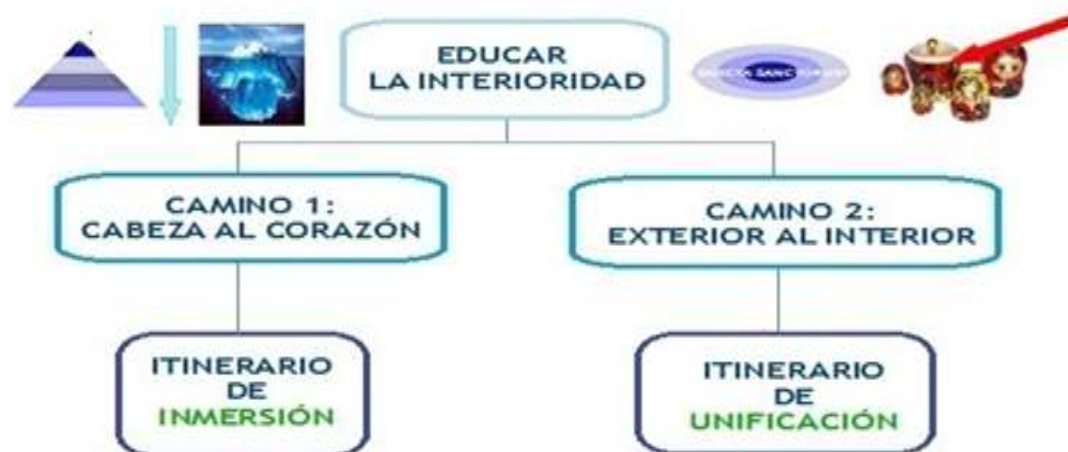 EDUCAR
LA INTERIORIDAD
CAMINO 1:
CABEZA AL CORAZÓN
CAMINO 2:
EXTERIOR AL INTERIOR
ITINERARIO
DE
INMERSIÓN
ITINERARIO
DE
UNIFICACIÓN